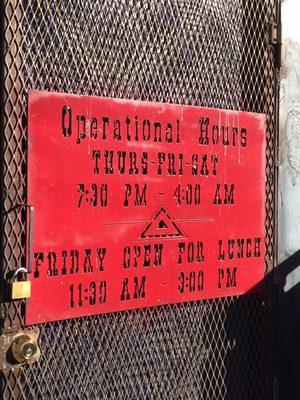 Operational Hours
THURS-FRI-SAT
7:30 PM - 4:00 AM
FRIDAY OPEN FOR LUNCH
11:30 AM - 3:00 PM